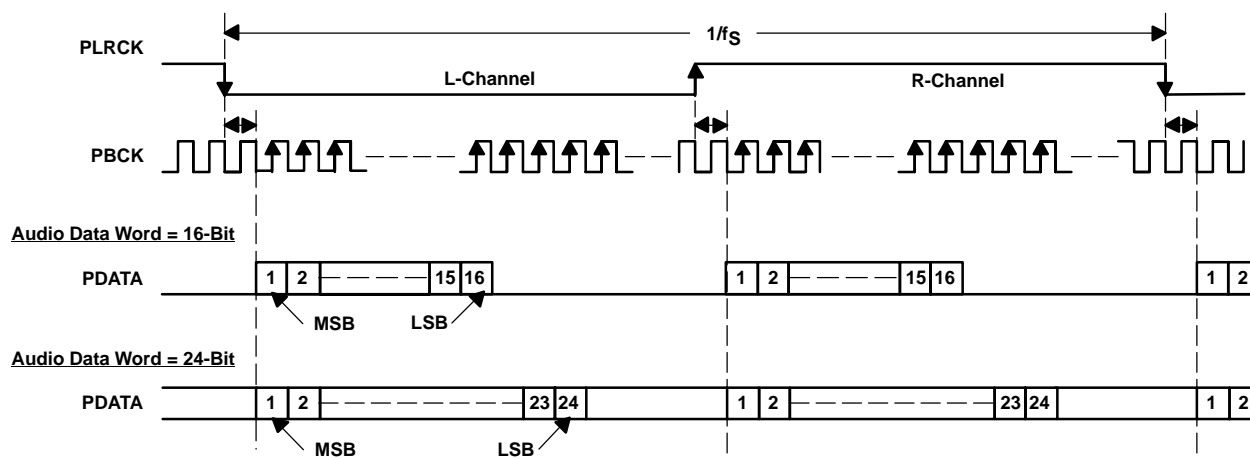 1/fS
PLRCK
L-Channel
R-Channel
PBCK
Audio Data Word = 16-Bit
PDATA
1 2 15 16 1 2 15 16 1 2
MSB LSB
Audio Data Word = 24-Bit
PDATA
1 2 23 24 1 2 23 24 1 2
MSB LSB